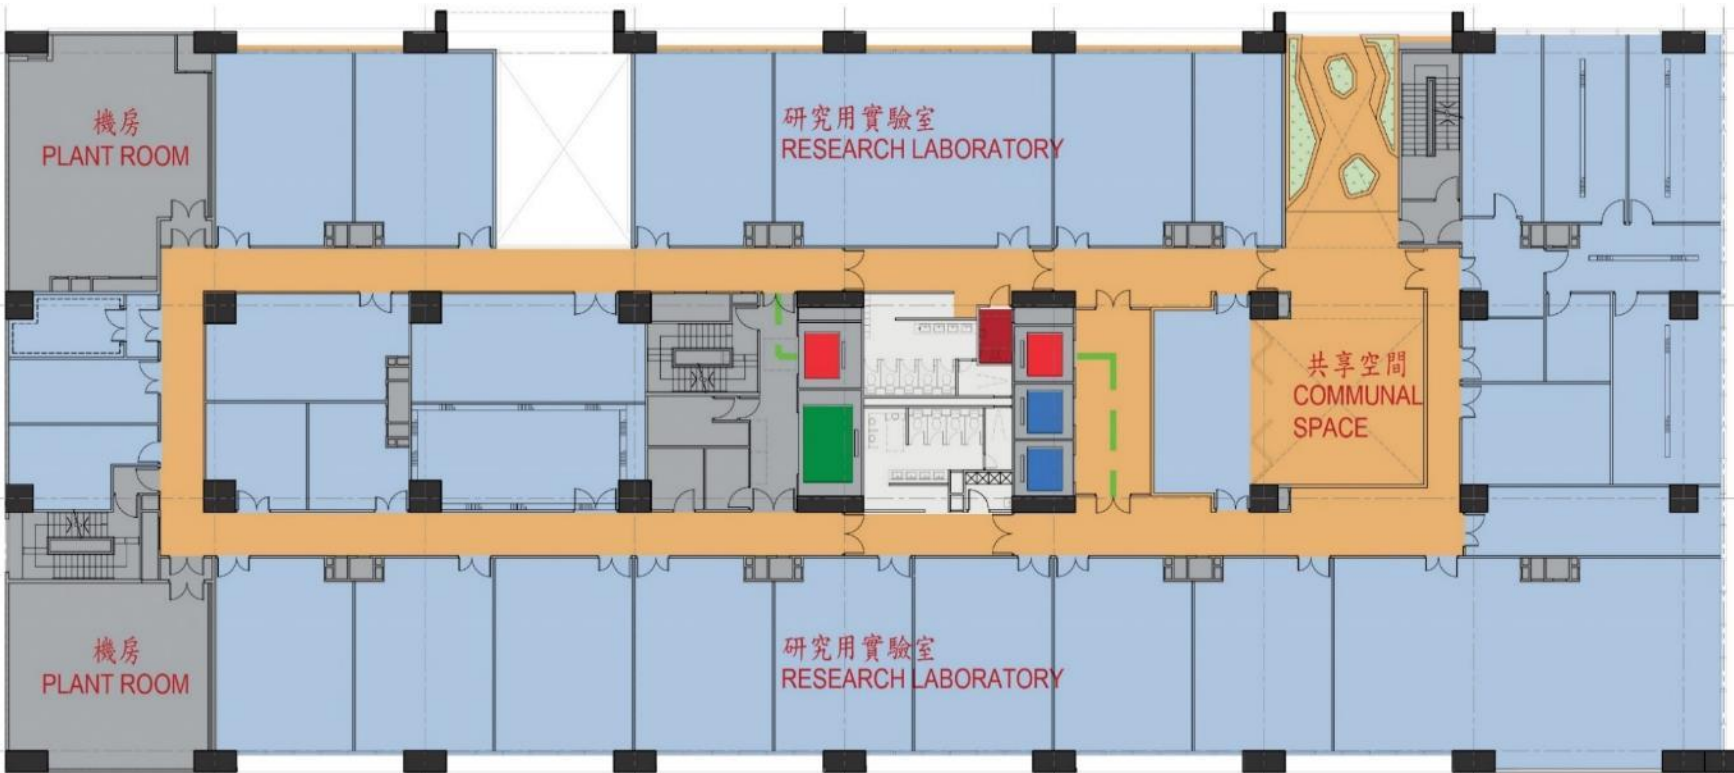 機房
PLANT ROOM
研究用實驗室
RESEARCH LABORATORY
共享空間
COMMUNAL
SPACE
機房
PLANT ROOM
研究用實驗室
RESEARCH LABORATORY